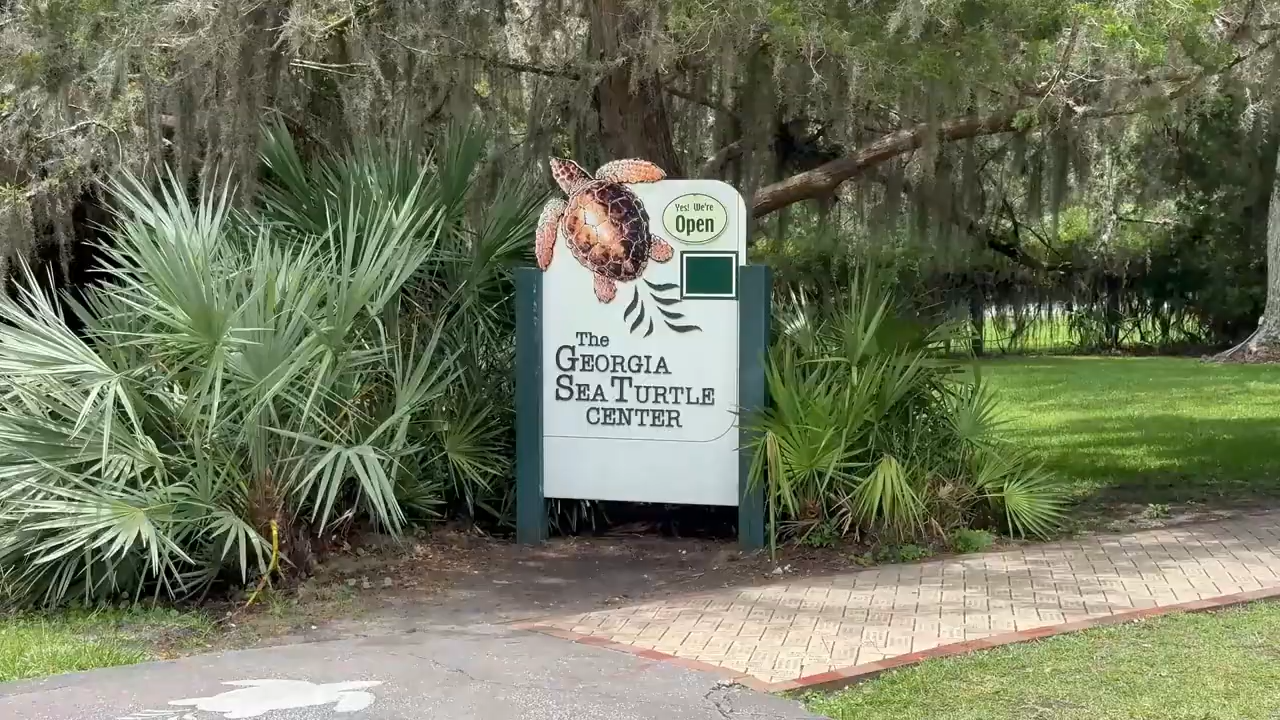 Yes! We're
Open
The
GEORGIA
SEA TURTLE
CENTER